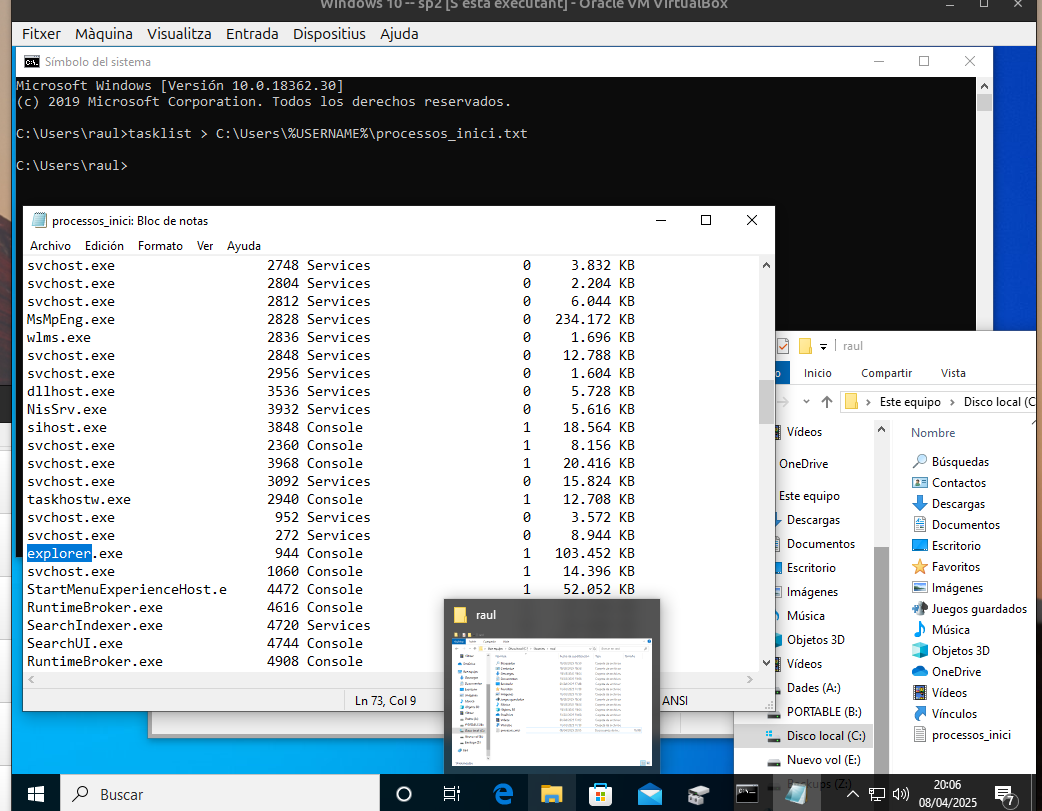 Windows 10 -- sp2 [S'està executant] - Oracle VM VirtualBox
Fitxer Màquina Visualitza Entrada Dispositius Ajuda
Símbolo del sistema
Microsoft Windows [Versión 10.0.18362.30]
(c) 2019 Microsoft Corporation. Todos los derechos reservados.
C:\Users\raul>tasklist > C:\Users\%USERNAME%\processos_inici.txt
C:\Users\raul>
processos_inici: Bloc de notas
Archivo Edición Formato Ver Ayuda
svchost.exe 2748 Services 0 3.832 KB
svchost.exe 2804 Services 0 2.204 KB
svchost.exe 2812 Services 0 6.044 KB
MsMpEng.exe 2828 Services 0 234.172 KB
wlms.exe 2836 Services 0 1.696 KB
svchost.exe 2848 Services 0 12.788 KB
svchost.exe 2956 Services 0 1.604 KB
dllhost.exe 3536 Services 0 5.728 KB
NisSrv.exe 3932 Services 0 5.616 KB
sihost.exe 3848 Console 1 18.564 KB
svchost.exe 2360 Console 1 8.156 KB
svchost.exe 3968 Console 1 20.416 KB
svchost.exe 3092 Services 0 15.824 KB
taskhostw.exe 2940 Console 1 12.708 KB
svchost.exe 952 Services 0 3.572 KB
svchost.exe 272 Services 0 8.944 KB
explorer.exe 944 Console 1 103.452 KB
svchost.exe 1060 Console 1 14.396 KB
StartMenuExperienceHost.e 4472 Console 1 52.052 KB
RuntimeBroker.exe 4616 Console
SearchIndexer.exe 4720 Services
SearchUI.exe 4744 Console
RuntimeBroker.exe 4908 Console
Ln 73, Col 9
ANSI
raul
raul
Inicio Compartir Vista
Este equipo Disco local (C
Vídeos
OneDrive
Este equipo
Descargas
Documentos
Escritorio
Imágenes
Música
Objetos 3D
Vídeos
Dades (A:)
PORTABLE (B:)
Disco local (C:)
Nuevo vol (E:)
Backups (Z:)
Nombre
Búsquedas
Contactos
Descargas
Documentos
Escritorio
Favoritos
Imágenes
Juegos guardados
Música
Objetos 3D
OneDrive
Vídeos
Vínculos
processos_inici
Buscar
20:06
08/04/2025
7